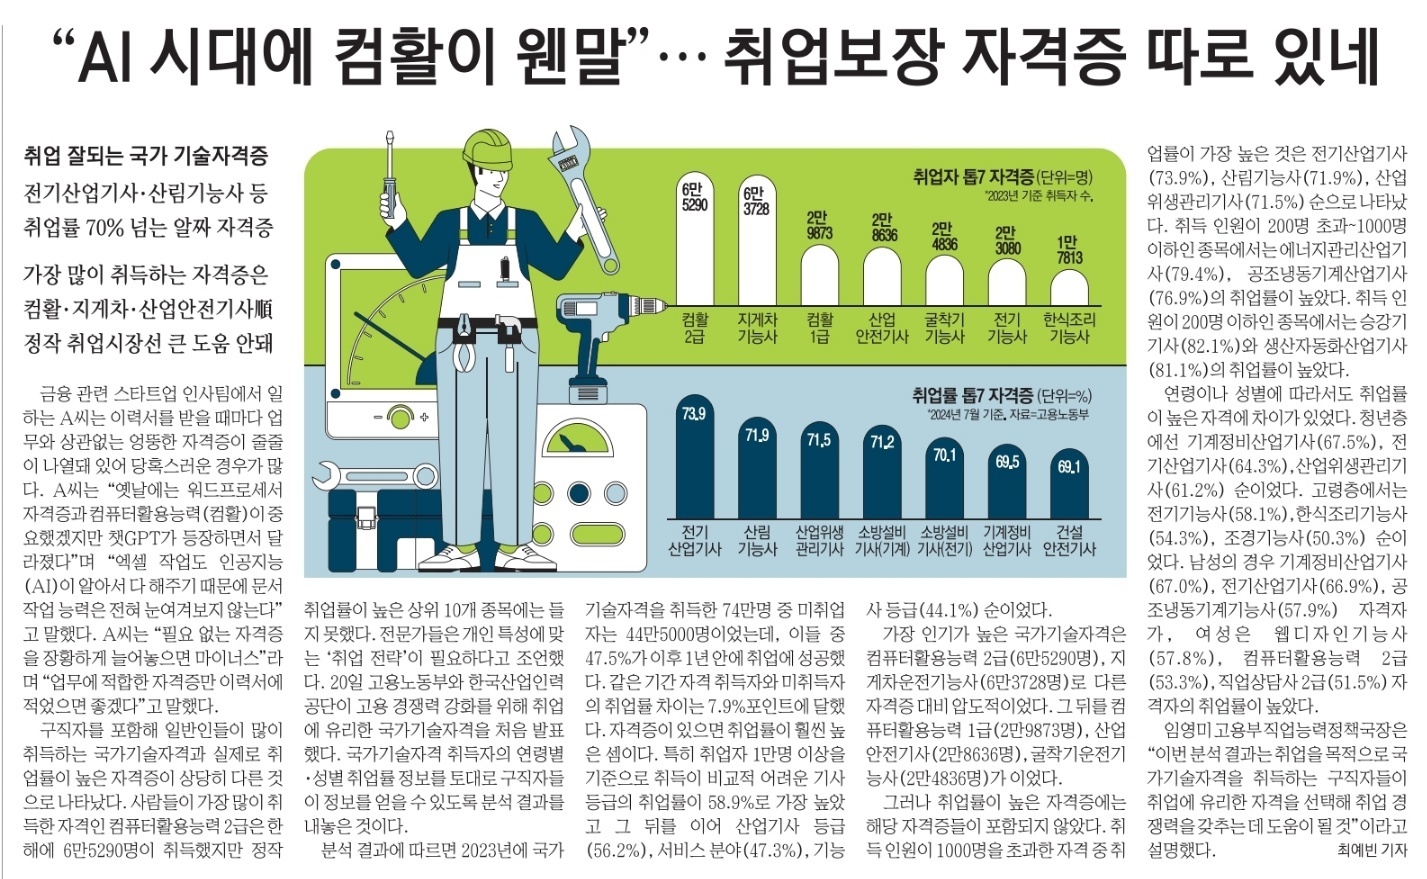 “AI 시대에 컴활이 웬말”… 취업보장 자격증 따로 있네
취업 잘되는 국가 기술자격증
전기산업기사·산림기능사 등
취업률 70% 넘는 알짜 자격증
가장 많이 취득하는 자격증은
컴활·지게차·산업안전기사順
정작 취업시장선 큰 도움 안돼
취업자 톱7 자격증(단위=명)
*2023년 기준 취득자 수.
6만
5290
6만
3728
2만
9873
2만
8636
2만
4836
2만
3080
1만
7813
컴활
2급
지게차
기능사
컴활
1급
산업
안전기사
굴착기
기능사
전기
기능사
한식조리
기능사
취업률 톱7 자격증 (단위=%)
*2024년 7월 기준. 자료=고용노동부
73.9
71.9
71.5
71.2
70.1
69.5
69.1
전기
산업기사
산림
기능사
산업위생
관리기사
소방설비
기사(기계)
소방설비
기사(전기)
기계정비
산업기사
건설
안전기사
금융 관련 스타트업 인사팀에서 일
하는 A씨는 이력서를 받을 때마다 업
무와 상관없는 엉뚱한 자격증이 줄줄
이 나열돼 있어 당혹스러운 경우가 많
다. A씨는 “옛날에는 워드프로세서
자격증과 컴퓨터활용능력(컴활)이 중
요했겠지만 챗GPT가 등장하면서 달
라졌다”며 “엑셀 작업도 인공지능
(AI)이 알아서 다 해주기 때문에 문서
작업 능력은 전혀 눈여겨보지 않는다”
고 말했다. A씨는 “필요 없는 자격증
을 장황하게 늘어놓으면 마이너스”라
며 “업무에 적합한 자격증만 이력서에
적었으면 좋겠다”고 말했다.
구직자를 포함해 일반인들이 많이
취득하는 국가기술자격과 실제로 취
업률이 높은 자격증이 상당히 다른 것
으로 나타났다. 사람들이 가장 많이 취
득한 자격인 컴퓨터활용능력 2급은 한
해에 6만5290명이 취득했지만 정작
취업률이 높은 상위 10개 종목에는 들
지 못했다. 전문가들은 개인 특성에 맞
는 ‘취업 전략’이 필요하다고 조언했
다. 20일 고용노동부와 한국산업인력
공단이 고용 경쟁력 강화를 위해 취업
에 유리한 국가기술자격을 처음 발표
했다. 국가기술자격 취득자의 연령별
·성별 취업률 정보를 토대로 구직자들
이 정보를 얻을 수 있도록 분석 결과를
내놓은 것이다.
분석 결과에 따르면 2023년에 국가
기술자격을 취득한 74만명 중 미취업
자는 44만5000명이었는데, 이들 중
47.5%가 이후 1년 안에 취업에 성공했
다. 같은 기간 자격 취득자와 미취득자
의 취업률 차이는 7.9%포인트에 달했
다. 자격증이 있으면 취업률이 훨씬 높
은 셈이다. 특히 취업자 1만명 이상을
기준으로 취득이 비교적 어려운 기사
등급의 취업률이 58.9%로 가장 높았
고 그 뒤를 이어 산업기사 등급
(56.2%), 서비스 분야(47.3%), 기능
사 등급(44.1%) 순이었다.
가장 인기가 높은 국가기술자격은
컴퓨터활용능력 2급(6만5290명), 지
게차운전기능사(6만3728명)로 다른
자격증 대비 압도적이었다. 그 뒤를 컴
퓨터활용능력 1급(2만9873명), 산업
안전기사(2만8636명), 굴착기운전기
능사(2만4836명)가 이었다.
그러나 취업률이 높은 자격증에는
해당 자격증들이 포함되지 않았다. 취
득 인원이 1000명을 초과한 자격 중 취
업률이 가장 높은 것은 전기산업기사
(73.9%), 산림기능사(71.9%), 산업
위생관리기사(71.5%) 순으로 나타났
다. 취득 인원이 200명 초과~1000명
이하인 종목에서는 에너지관리산업기
사(79.4%), 공조냉동기계산업기사
(76.9%)의 취업률이 높았다. 취득 인
원이 200명 이하인 종목에서는 승강기
기사(82.1%)와 생산자동화산업기사
(81.1%)의 취업률이 높았다.
연령이나 성별에 따라서도 취업률
이 높은 자격에 차이가 있었다. 청년층
에선 기계정비산업기사(67.5%), 전
기산업기사(64.3%),산업위생관리기
사(61.2%) 순이었다. 고령층에서는
전기기능사(58.1%),한식조리기능사
(54.3%), 조경기능사(50.3%) 순이
었다. 남성의 경우 기계정비산업기사
(67.0%), 전기산업기사(66.9%), 공
조냉동기계기능사(57.9%) 자격자
가, 여성은 웹디자인기능사
(57.8%), 컴퓨터활용능력 2급
(53.3%),직업상담사 2급(51.5%) 자
격자의 취업률이 높았다.
임영미 고용부 직업능력정책국장은
“이번 분석 결과는 취업을 목적으로 국
가기술자격을 취득하는 구직자들이
취업에 유리한 자격을 선택해 취업 경
쟁력을 갖추는 데 도움이 될 것”이라고
설명했다. 최예빈 기자